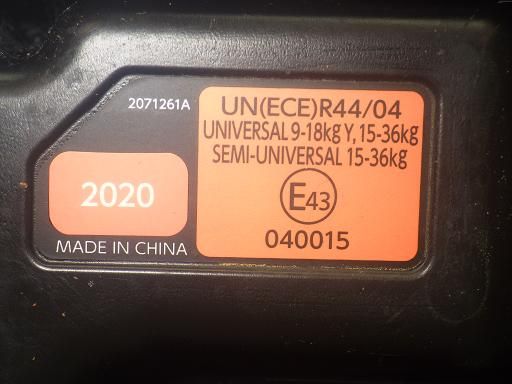 2071261A
2020
MADE IN CHINA
UN(ECE)R44/04
UNIVERSAL 9-18kg Y, 15-36kg
SEMI-UNIVERSAL 15-36kg
E43
040015